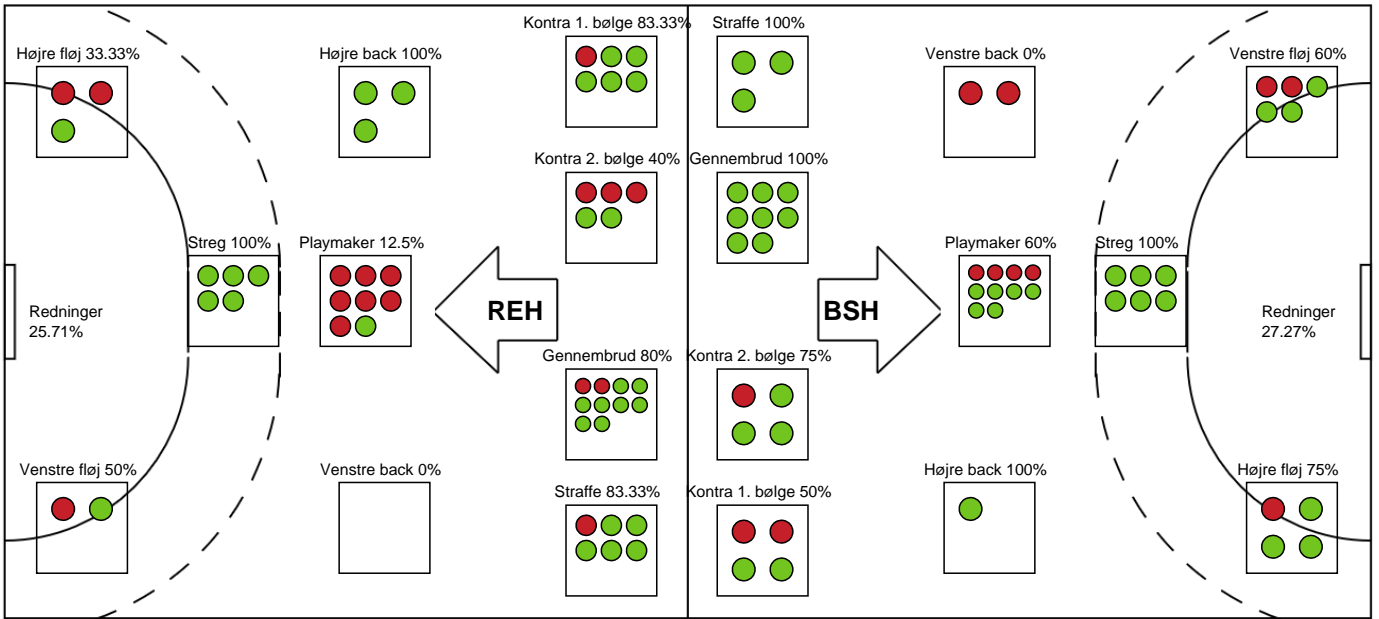 Kontra 1. bølge 83.33%
Straffe 100%
Højre fløj 33.33%
Højre back 100%
Venstre back 0%
Venstre fløj 60%
Kontra 2. bølge 40%
Gennembrud 100%
Streg 100%
Playmaker 12.5%
Playmaker 60%
Streg 100%
Redninger
25.71%
REH
BSH
Redninger
27.27%
Gennembrud 80%
Kontra 2. bølge 75%
Venstre fløj 50%
Venstre back 0%
Højre back 100%
Højre fløj 75%
Straffe 83.33%
Kontra 1. bølge 50%